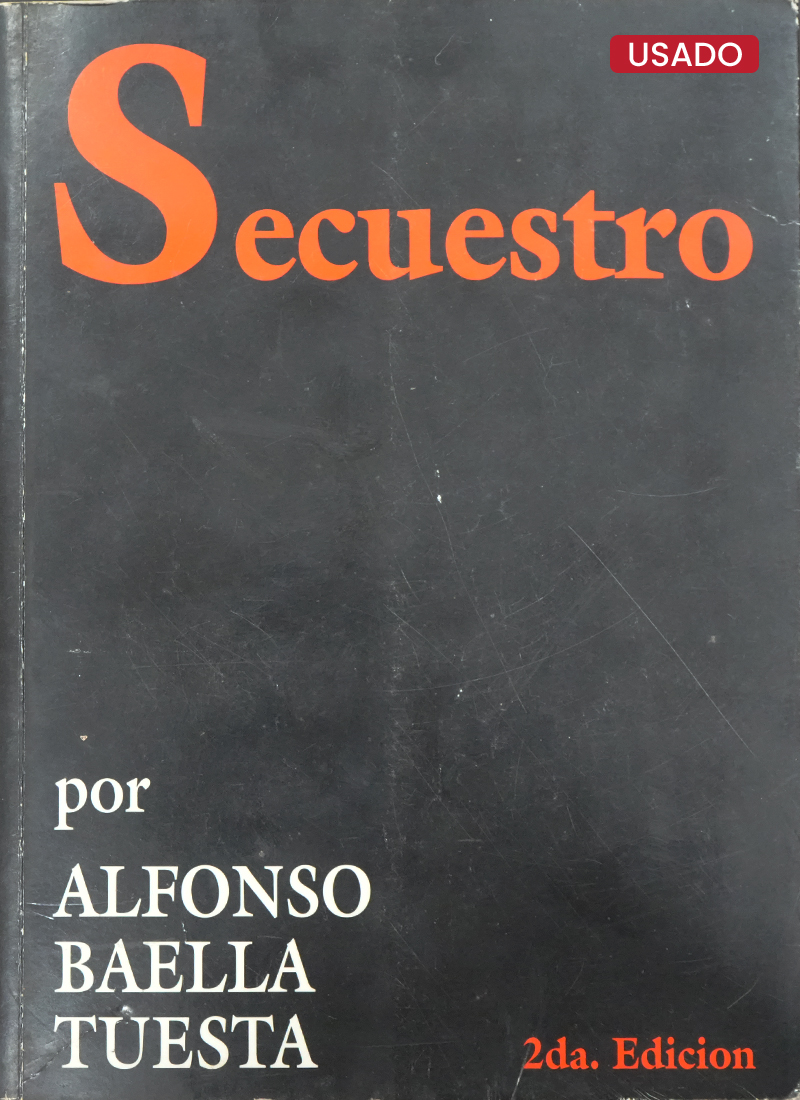 USADO
Secuestro
por
ALFONSO
BAELLA
TUESTA
2da. Edicion